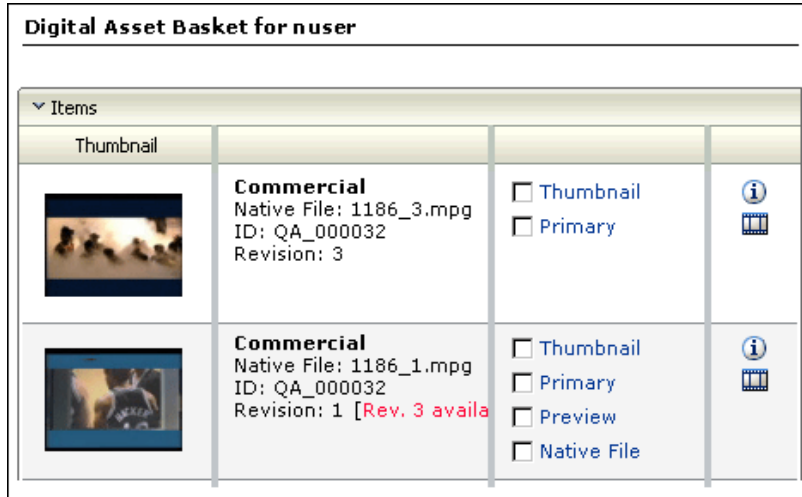 Digital Asset Basket for nuser
Items
Thumbnail
Commercial
Native File: 1186_3.mpg
ID: QA_000032
Revision: 3
Thumbnail
Primary
Commercial
Native File: 1186_1.mpg
ID: QA_000032
Revision: 1 [Rev. 3 availa
Thumbnail
Primary
Preview
Native File